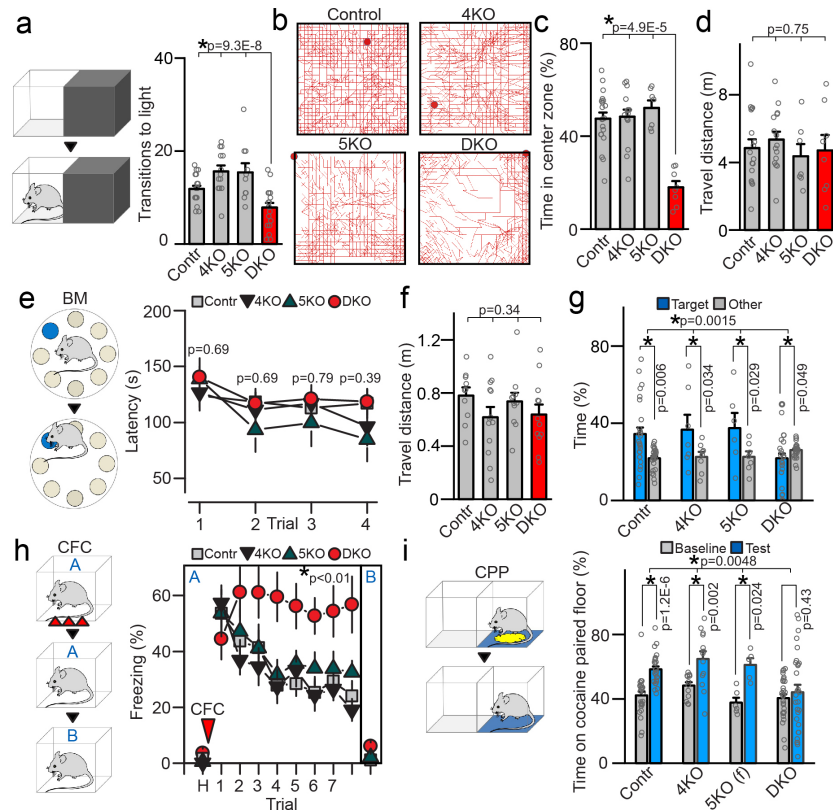 a
*p=9.3E-8
Transitions to light
40
20
0
Contr
4KO
5KO
DKO
b
Control
4KO
5KO
DKO
c
*p=4.9E-5
Time in center zone (%)
80
40
0
Contr
4KO
5KO
DKO
d
p=0.75
Travel distance (m)
12
8
4
0
Contr
4KO
5KO
DKO
e
BM
Contr 4KO 5KO DKO
Latency (s)
200
150
100
50
p=0.69
p=0.69
p=0.79
p=0.39
1 2 3 4
Trial
f
p=0.34
Travel distance (m)
1.2
0.8
0.4
0
Contr
4KO
5KO
DKO
g
Target Other
*p=0.0015
Time (%)
80
40
20
0
* p=0.006
* p=0.034
* p=0.029
* p=0.049
Contr
4KO
5KO
DKO
h
CFC
A
A
B
Contr 4KO 5KO DKO
A
*p<0.01
B
Freezing (%)
80
60
40
20
0
CFC
H 1 2 3 4 5 6 7
Trial
i
CPP
Baseline Test
*p=0.0048
Time on cocaine paired floor (%)
80
40
0
* p=1.2E-6
* p=0.002
* p=0.024
p=0.43
Contr
4KO
5KO (f)
DKO